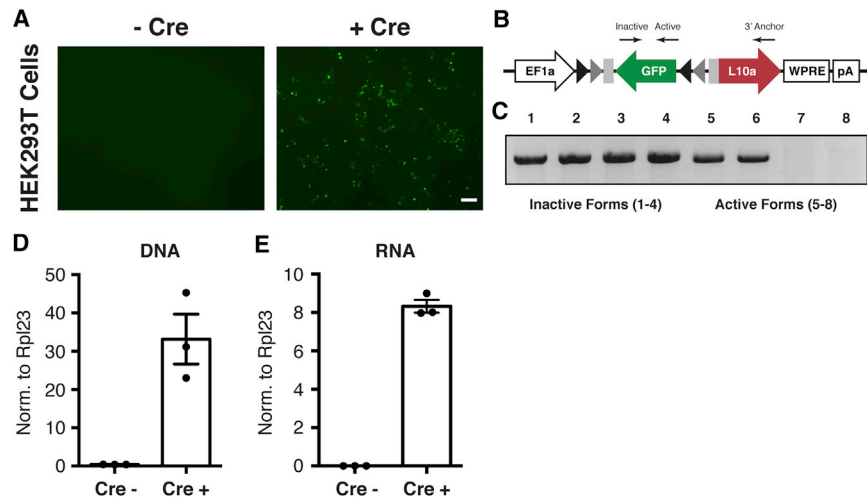 A
- Cre
+ Cre
HEK293T Cells
B
Inactive Active 3' Anchor
EF1a GFP L10a WPRE pA
C
1 2 3 4 5 6 7 8
Inactive Forms (1-4) Active Forms (5-8)
D
DNA
Norm. to Rpl23
50
40
30
20
10
0
Cre - Cre +
E
RNA
Norm. to Rpl23
10
8
6
4
2
0
Cre - Cre +